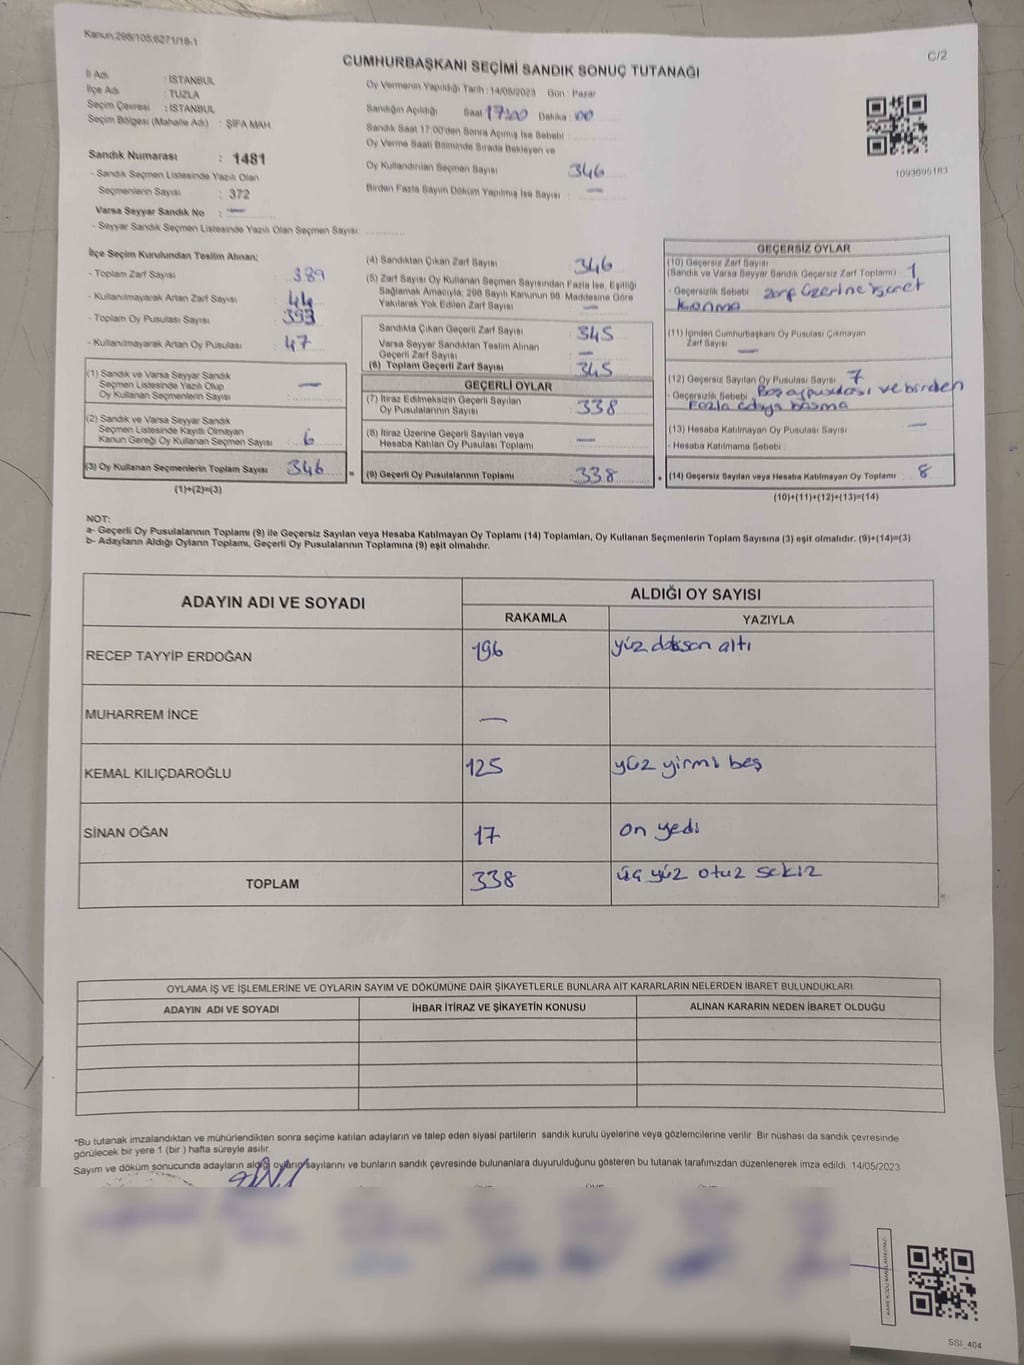 Kanun:298/105;6271/18-1
C/2
CUMHURBAŞKANI SEÇİMİ SANDIK SONUÇ TUTANAĞI
İl Adı : İSTANBUL
İlçe Adı : TUZLA
Seçim Çevresi : İSTANBUL
Seçim Bölgesi (Mahalle Adı) : ŞİFA MAH.
Sandık Numarası : 1481
- Sandık Seçmen Listesinde Yazılı Olan
Seçmenlerin Sayısı : 372
Varsa Seyyar Sandık No : —
- Seyyar Sandık Seçmen Listesinde Yazılı Olan Seçmen Sayısı:
Oy Vermenin Yapıldığı Tarih : 14/05/2023 Gün : Pazar
Sandığın Açıldığı Saat 17:00 Dakika : 00
Sandık Saat 17:00'den Sonra Açılmış İse Sebebi :
Oy Verme Saati Bitiminde Sırada Bekleyen ve
Oy Kullandırılan Seçmen Sayısı 346
Birden Fazla Sayım Döküm Yapılmış İse Sayısı : —
1093695183
İlçe Seçim Kurulundan Teslim Alınan;
- Toplam Zarf Sayısı : 389
- Kullanılmayarak Artan Zarf Sayısı : 44
- Toplam Oy Pusulası Sayısı : 393
- Kullanılmayarak Artan Oy Pusulası : 47
(1) Sandık ve Varsa Seyyar Sandık
Seçmen Listesinde Yazılı Olup
Oy Kullanan Seçmenlerin Sayısı : —
(2) Sandık ve Varsa Seyyar Sandık
Seçmen Listesinde Kayıtlı Olmayan
Kanun Gereği Oy Kullanan Seçmen Sayısı : 6
(3) Oy Kullanan Seçmenlerin Toplam Sayısı : 346 =
(1)+(2)=(3)
(4) Sandıktan Çıkan Zarf Sayısı : 346
(5) Zarf Sayısı Oy Kullanan Seçmen Sayısından Fazla İse, Eşitliği
Sağlamak Amacıyla, 298 Sayılı Kanunun 98. Maddesine Göre
Yakılarak Yok Edilen Zarf Sayısı : —
Sandıkta Çıkan Geçerli Zarf Sayısı : 345
Varsa Seyyar Sandıktan Teslim Alınan
Geçerli Zarf Sayısı : —
(6) Toplam Geçerli Zarf Sayısı : 345
GEÇERLİ OYLAR
(7) İtiraz Edilmeksizin Geçerli Sayılan
Oy Pusulalarının Sayısı : 338
(8) İtiraz Üzerine Geçerli Sayılan veya
Hesaba Katılan Oy Pusulası Toplamı : —
(9) Geçerli Oy Pusulalarının Toplamı : 338 +
GEÇERSİZ OYLAR
(10) Geçersiz Zarf Sayısı
(Sandık ve Varsa Seyyar Sandık Geçersiz Zarf Toplamı) : 1
- Geçersiz Sebebi : zarf üzerine işaret
konma
(11) İçinden Cumhurbaşkanı Oy Pusulası Çıkmayan
Zarf Sayısı : —
(12) Geçersiz Sayılan Oy Pusulası Sayısı : 7
- Geçersizlik Sebebi : Boş oy pusulası ve birden
fazla adaya basma
(13) Hesaba Katılmayan Oy Pusulası Sayısı : —
- Hesaba Katılmama Sebebi :
(14) Geçersiz Sayılan veya Hesaba Katılmayan Oy Toplamı : 8
(10)+(11)+(12)+(13)=(14)
NOT:
a- Geçerli Oy Pusulalarının Toplamı (9) ile Geçersiz Sayılan veya Hesaba Katılmayan Oy Toplamı (14) Toplamları, Oy Kullanan Seçmenlerin Toplam Sayısına (3) eşit olmalıdır. (9)+(14)=(3)
b- Adayların Aldığı Oyların Toplamı, Geçerli Oy Pusulalarının Toplamına (9) eşit olmalıdır.
ADAYIN ADI VE SOYADI
ALDIĞI OY SAYISI
RAKAMLA YAZIYLA
RECEP TAYYİP ERDOĞAN 196 yüz doksan altı
MUHARREM İNCE —
KEMAL KILIÇDAROĞLU 125 yüz yirmi beş
SİNAN OĞAN 17 on yedi
TOPLAM 338 üç yüz otuz sekiz
OYLAMA İŞ VE İŞLEMLERİNE VE OYLARIN SAYIM VE DÖKÜMÜNE DAİR ŞİKAYETLERLE BUNLARA AİT KARARLARIN NELERDEN İBARET BULUNDUKLARI
ADAYIN ADI VE SOYADI İHBAR İTİRAZ VE ŞİKAYETİN KONUSU ALINAN KARARIN NEDEN İBARET OLDUĞU
*Bu tutanak imzalandıktan ve mühürlendikten sonra seçime katılan adayların ve talep eden siyasi partilerin sandık kurulu üyelerine veya gözlemcilerine verilir. Bir nüshası da sandık çevresinde
görülecek bir yere 1 (bir ) hafta süreyle asılır.
Sayım ve döküm sonucunda adayların aldığı oyların sayılarını ve bunların sandık çevresinde bulunanlara duyurulduğunu gösteren bu tutanak tarafımızdan düzenlenerek imza edildi. 14/05/2023
SSI_404